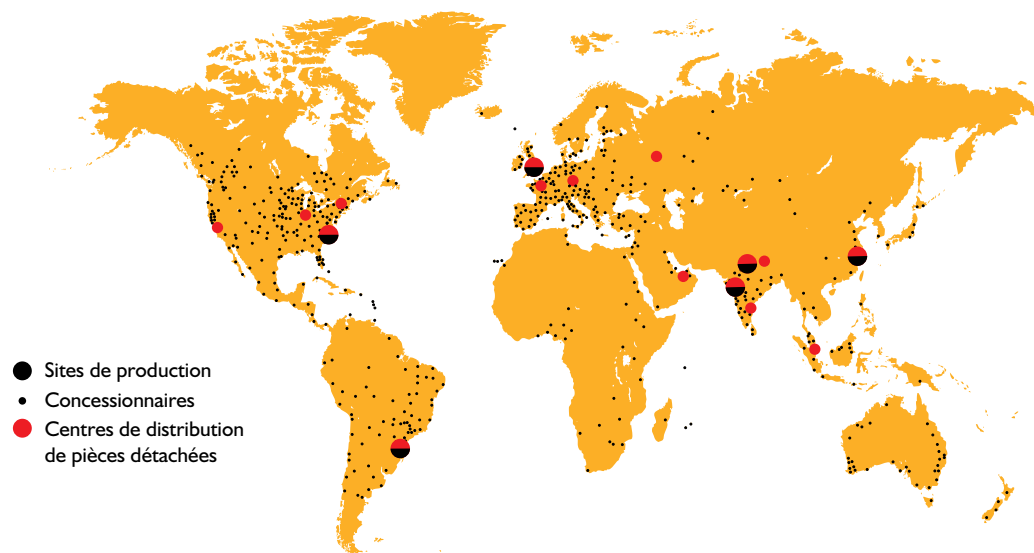 Sites de production
Concessionnaires
Centres de distribution
de pièces détachées